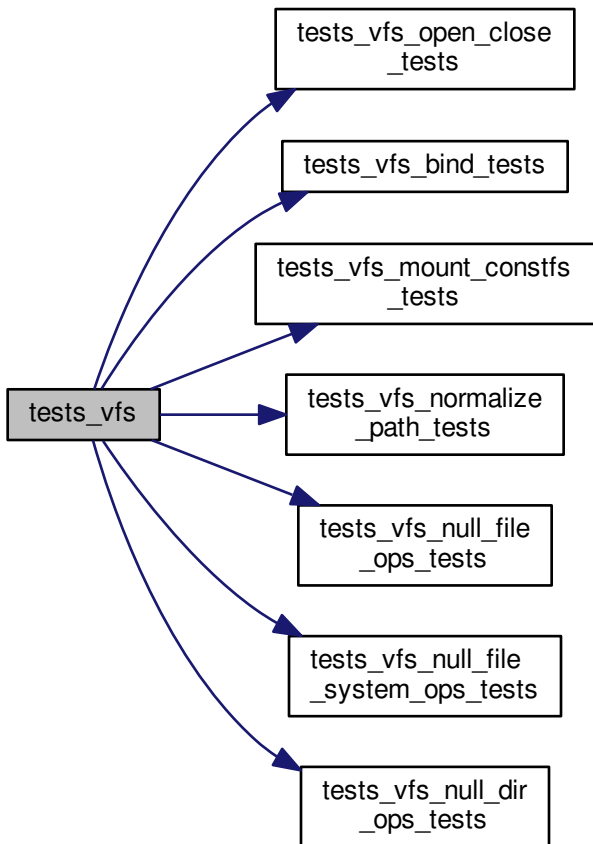 tests_vfs_open_close
_tests
tests_vfs_bind_tests
tests_vfs_mount_constfs
_tests
tests_vfs
tests_vfs_normalize
_path_tests
tests_vfs_null_file
_ops_tests
tests_vfs_null_file
_system_ops_tests
tests_vfs_null_dir
_ops_tests